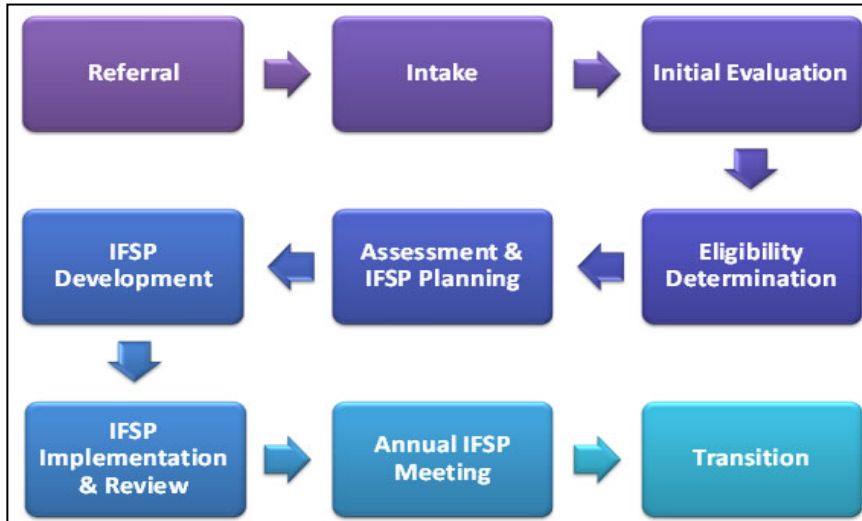 Referral
Intake
Initial Evaluation
Eligibility
Determination
Assessment &
IFSP Planning
IFSP
Development
IFSP
Implementation
& Review
Annual IFSP
Meeting
Transition